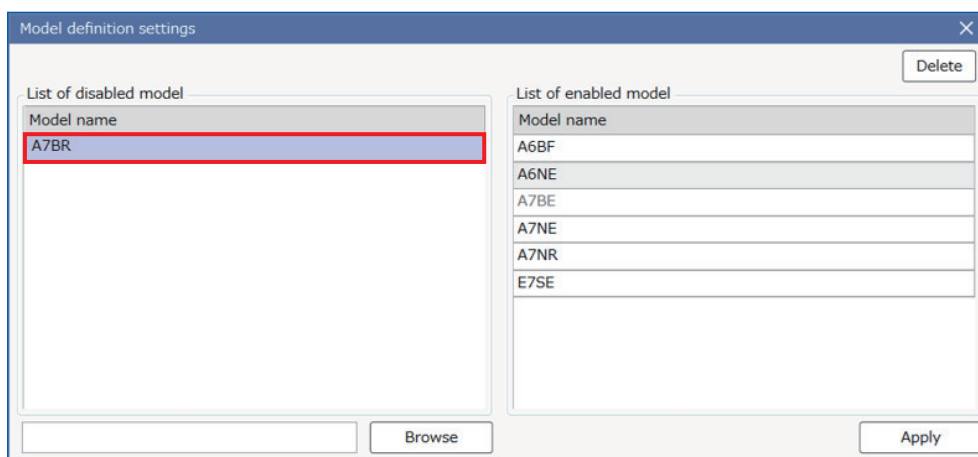 Model definition settings
Delete
List of disabled model
Model name
A7BR
List of enabled model
Model name
A6BF
A6NE
A7BE
A7NE
A7NR
E7SE
Browse
Apply